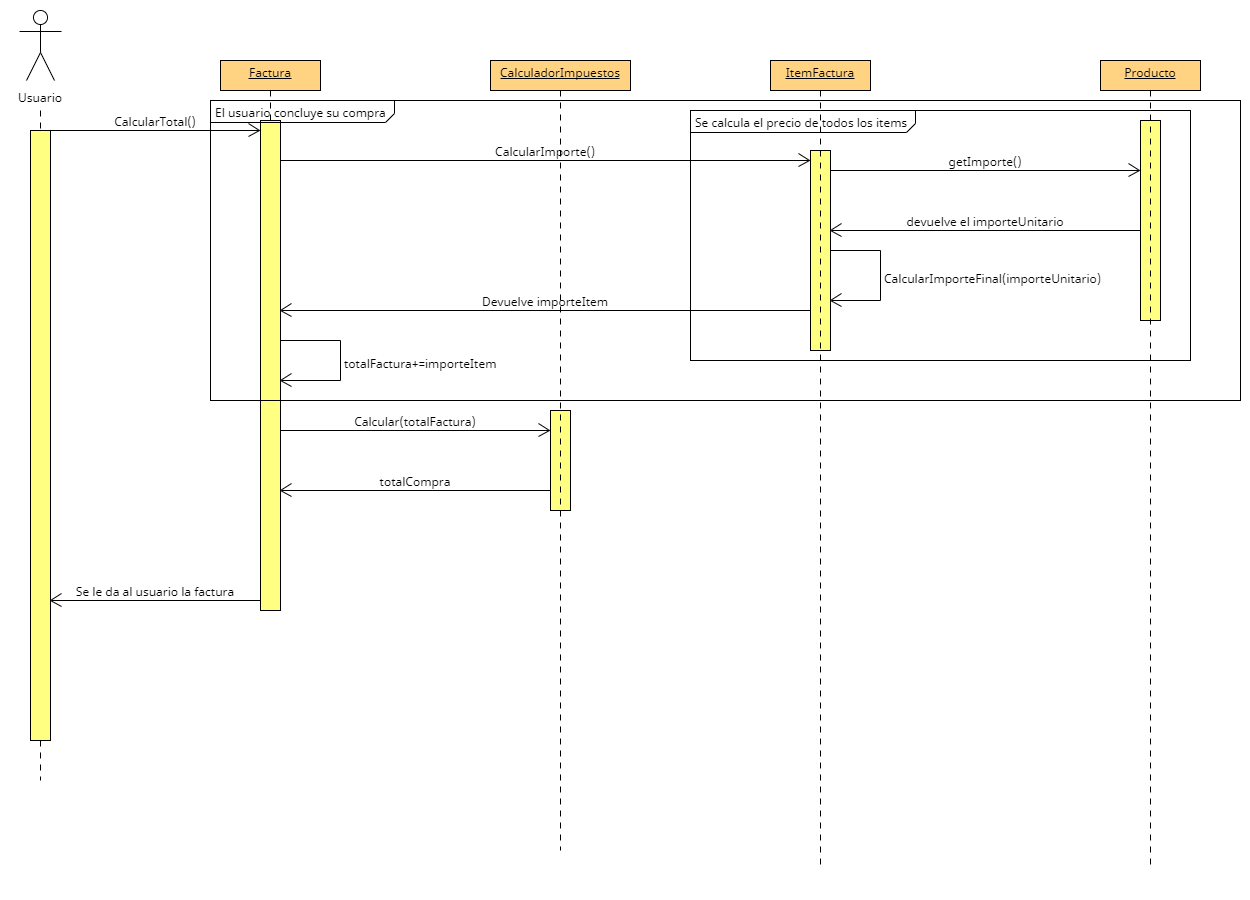 Usuario
Factura
CalculadorImpuestos
ItemFactura
Producto
El usuario concluye su compra
CalcularTotal()
Se calcula el precio de todos los items
CalcularImporte()
getImporte()
devuelve el importeUnitario
CalcularImporteFinal(importeUnitario)
Devuelve importeItem
totalFactura+=importeItem
Calcular(totalFactura)
totalCompra
Se le da al usuario la factura